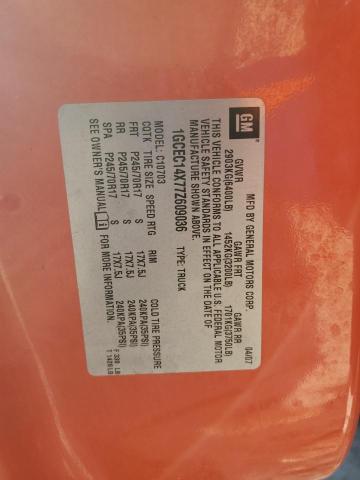 GM
MFD BY GENERAL MOTORS CORP 04/07
GVWR GAWR FRT GAWR RR
2903KG(6400LB) 1452KG(3200LB) 1701KG(3750LB)
THIS VEHICLE CONFORMS TO ALL APPLICABLE U.S. FEDERAL MOTOR
VEHICLE SAFETY STANDARDS IN EFFECT ON THE DATE OF
MANUFACTURE SHOWN ABOVE.
1GCEC14X77Z609036 TYPE: TRUCK
MODEL: C10703
CQTK TIRE SIZE SPEED RTG RIM COLD TIRE PRESSURE
FRT P245/70R17 S 17X7.5J 240KPA(35PSI)
RR P245/70R17 S 17X7.5J 240KPA(35PSI)
SPA P245/70R17 S 17X7.5J 240KPA(35PSI)
SEE OWNER'S MANUAL FOR MORE INFORMATION.